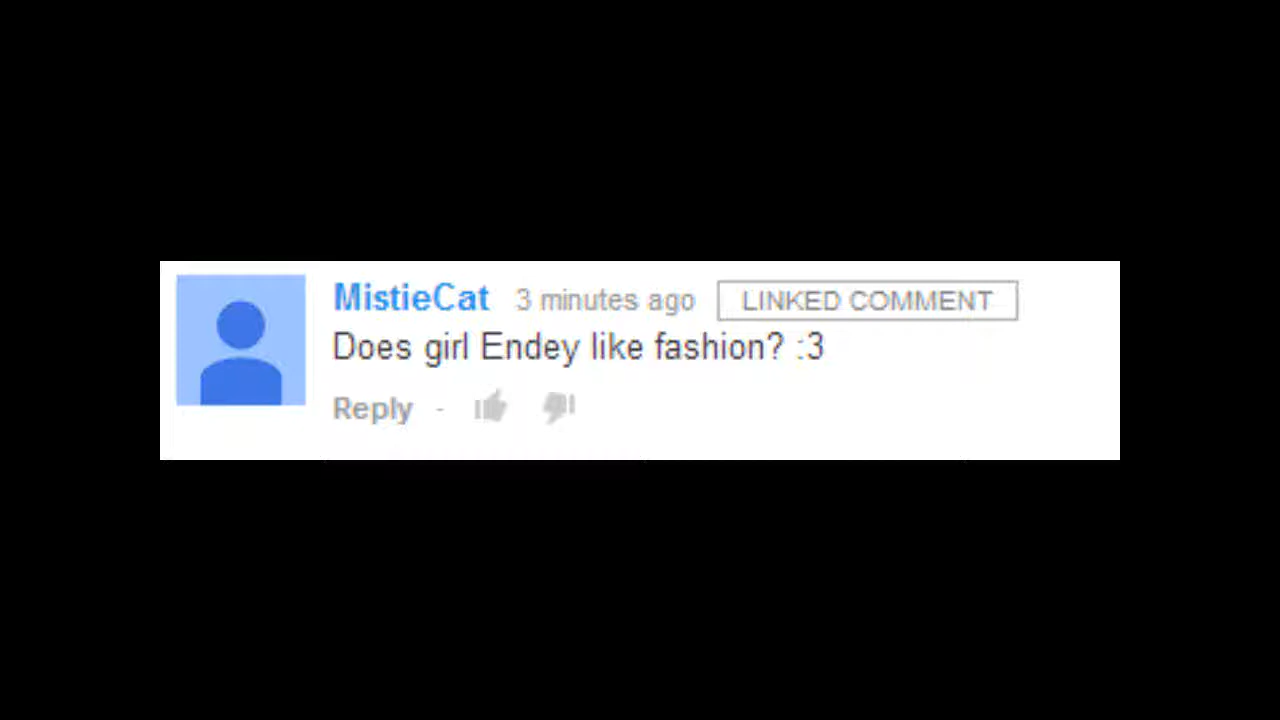 MistieCat 3 minutes ago LINKED COMMENT
Does girl Endey like fashion? :3
Reply -